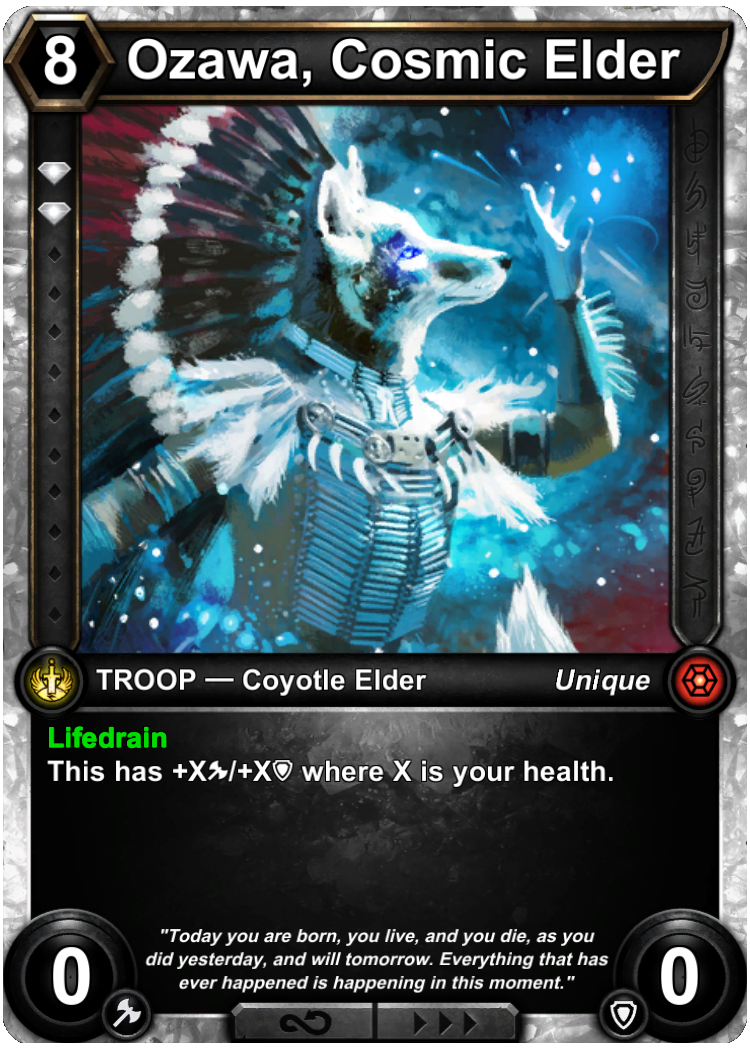 8 Ozawa, Cosmic Elder
TROOP — Coyotle Elder Unique
Lifedrain
This has +X/+X where X is your health.
"Today you are born, you live, and you die, as you
did yesterday, and will tomorrow. Everything that has
ever happened is happening in this moment."
0 0